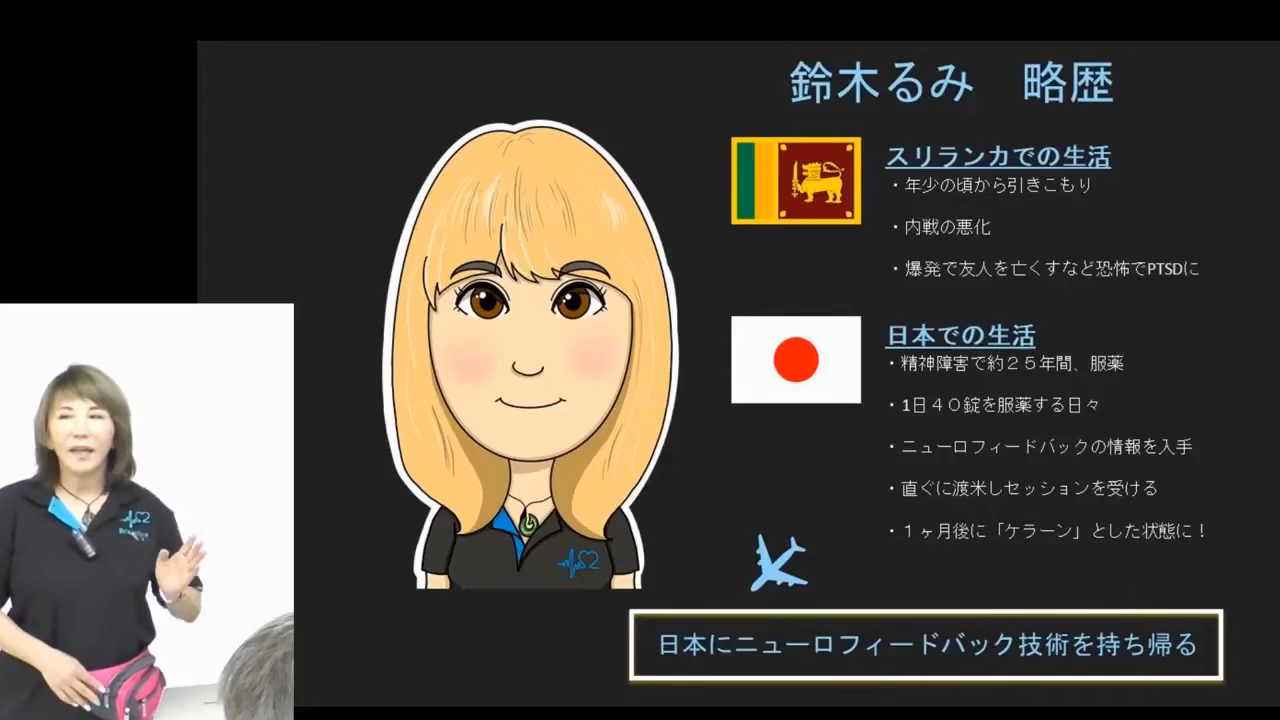 鈴木るみ　略歴
スリランカでの生活
・年少の頃から引きこもり
・内戦の悪化
・爆発で友人を亡くすなど恐怖でPTSDに
日本での生活
・精神障害で約２５年間、服薬
・1日４０錠を服薬する日々
・ニューロフィードバックの情報を入手
・直ぐに渡米しセッションを受ける
・１ヶ月後に「ケラーン」とした状態に！
日本にニューロフィードバック技術を持ち帰る